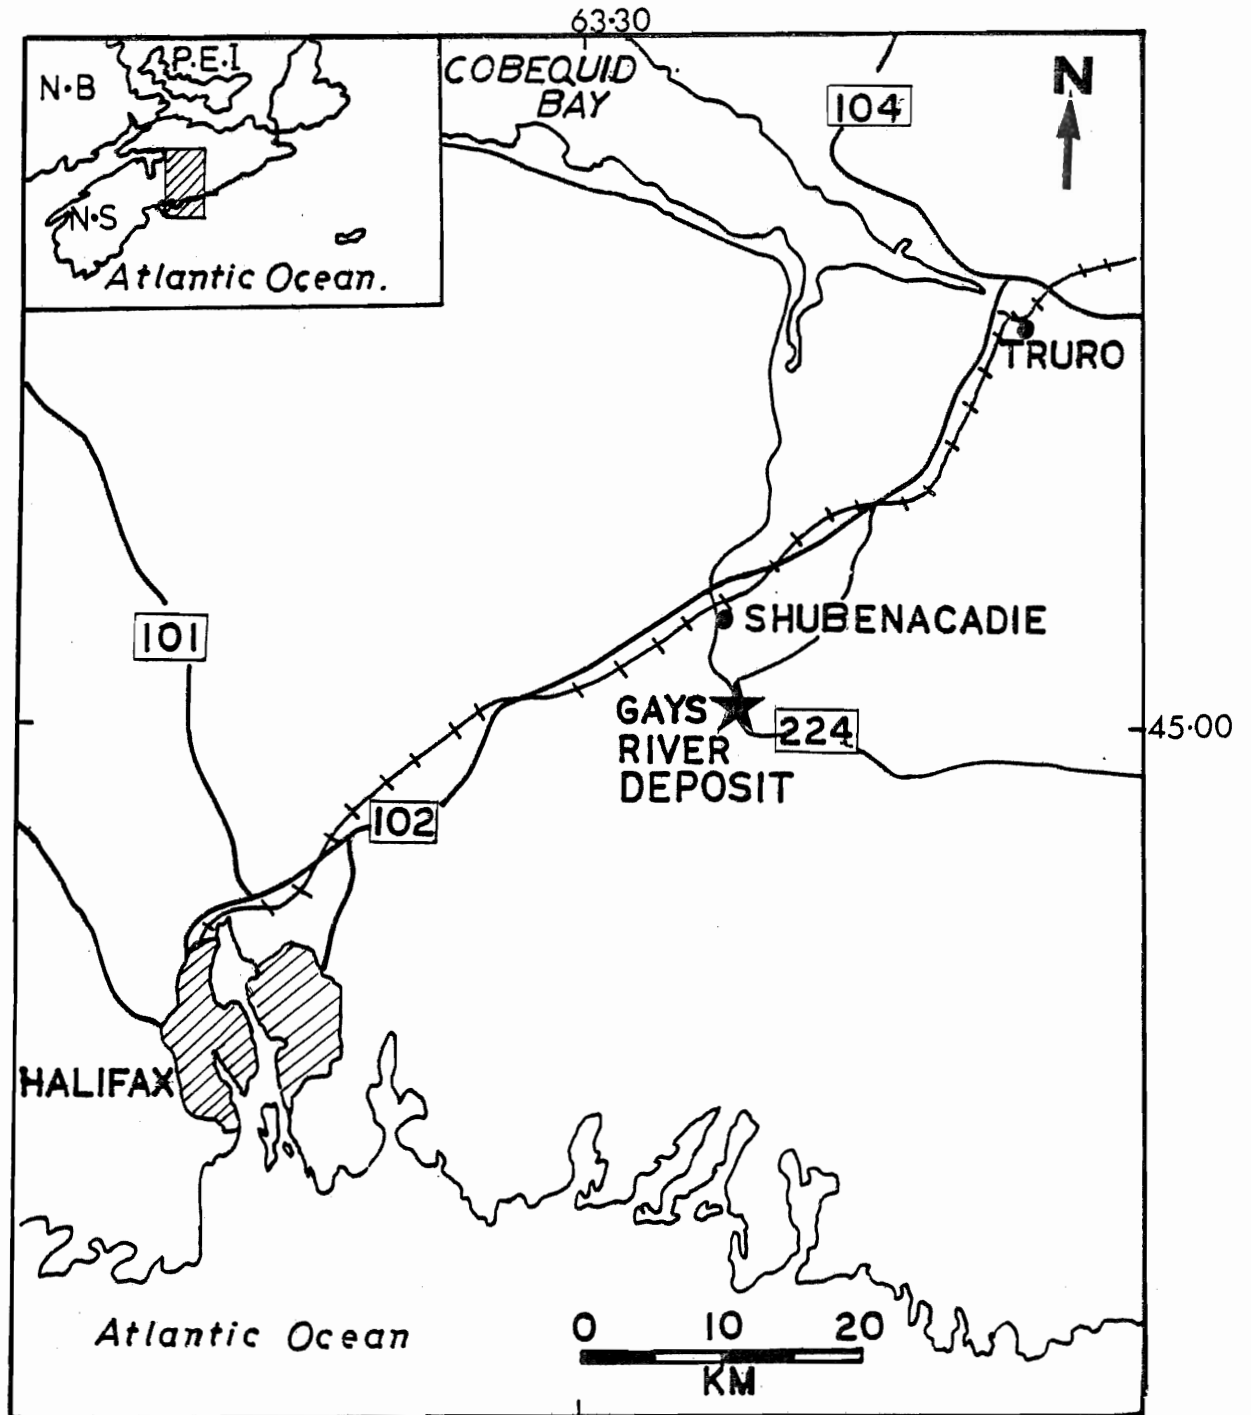 63·30
N·B
P·E·I
N·S
Atlantic Ocean.
COBEQUID
BAY
104
N
TRURO
101
SHUBENACADIE
GAYS
RIVER
DEPOSIT
224
45·00
102
HALIFAX
Atlantic Ocean
0 10 20
KM